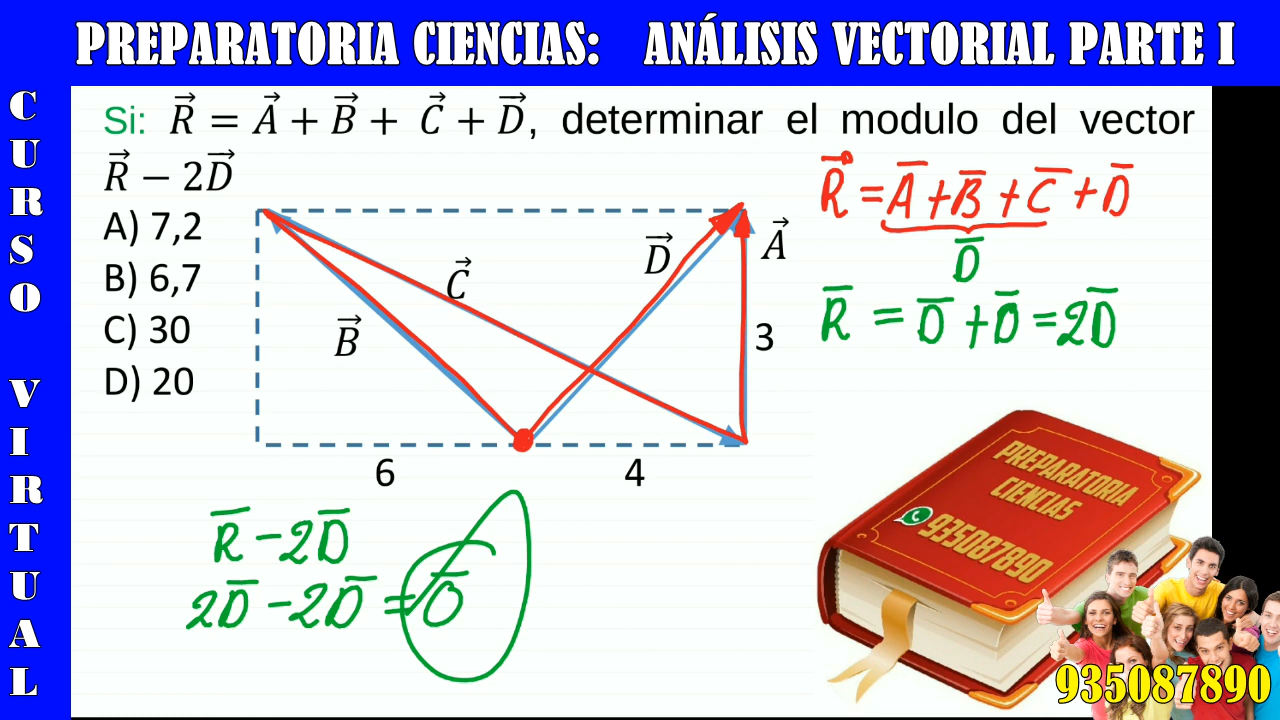 PREPARATORIA CIENCIAS: ANÁLISIS VECTORIAL PARTE I
CURSO VIRTUAL
Si: R⃗ = A⃗ + B⃗ + C⃗ + D⃗, determinar el modulo del vector
R⃗ − 2D⃗
A) 7,2
B) 6,7
C) 30
D) 20
B⃗
C⃗
D⃗
A⃗
3
6
4
R⃗ = A̅ + B̅ + C̅ + D̅
D̅
R̅ = D̅ + D̅ = 2D̅
R̅ − 2D̅
2D̅ − 2D̅ = O̅
PREPARATORIA
CIENCIAS
935087890
935087890